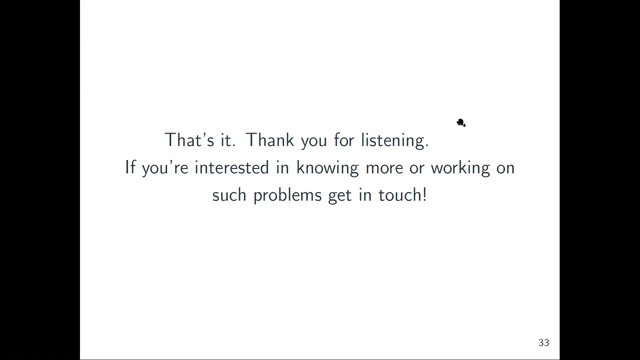 That's it. Thank you for listening.
If you're interested in knowing more or working on
such problems get in touch!
33